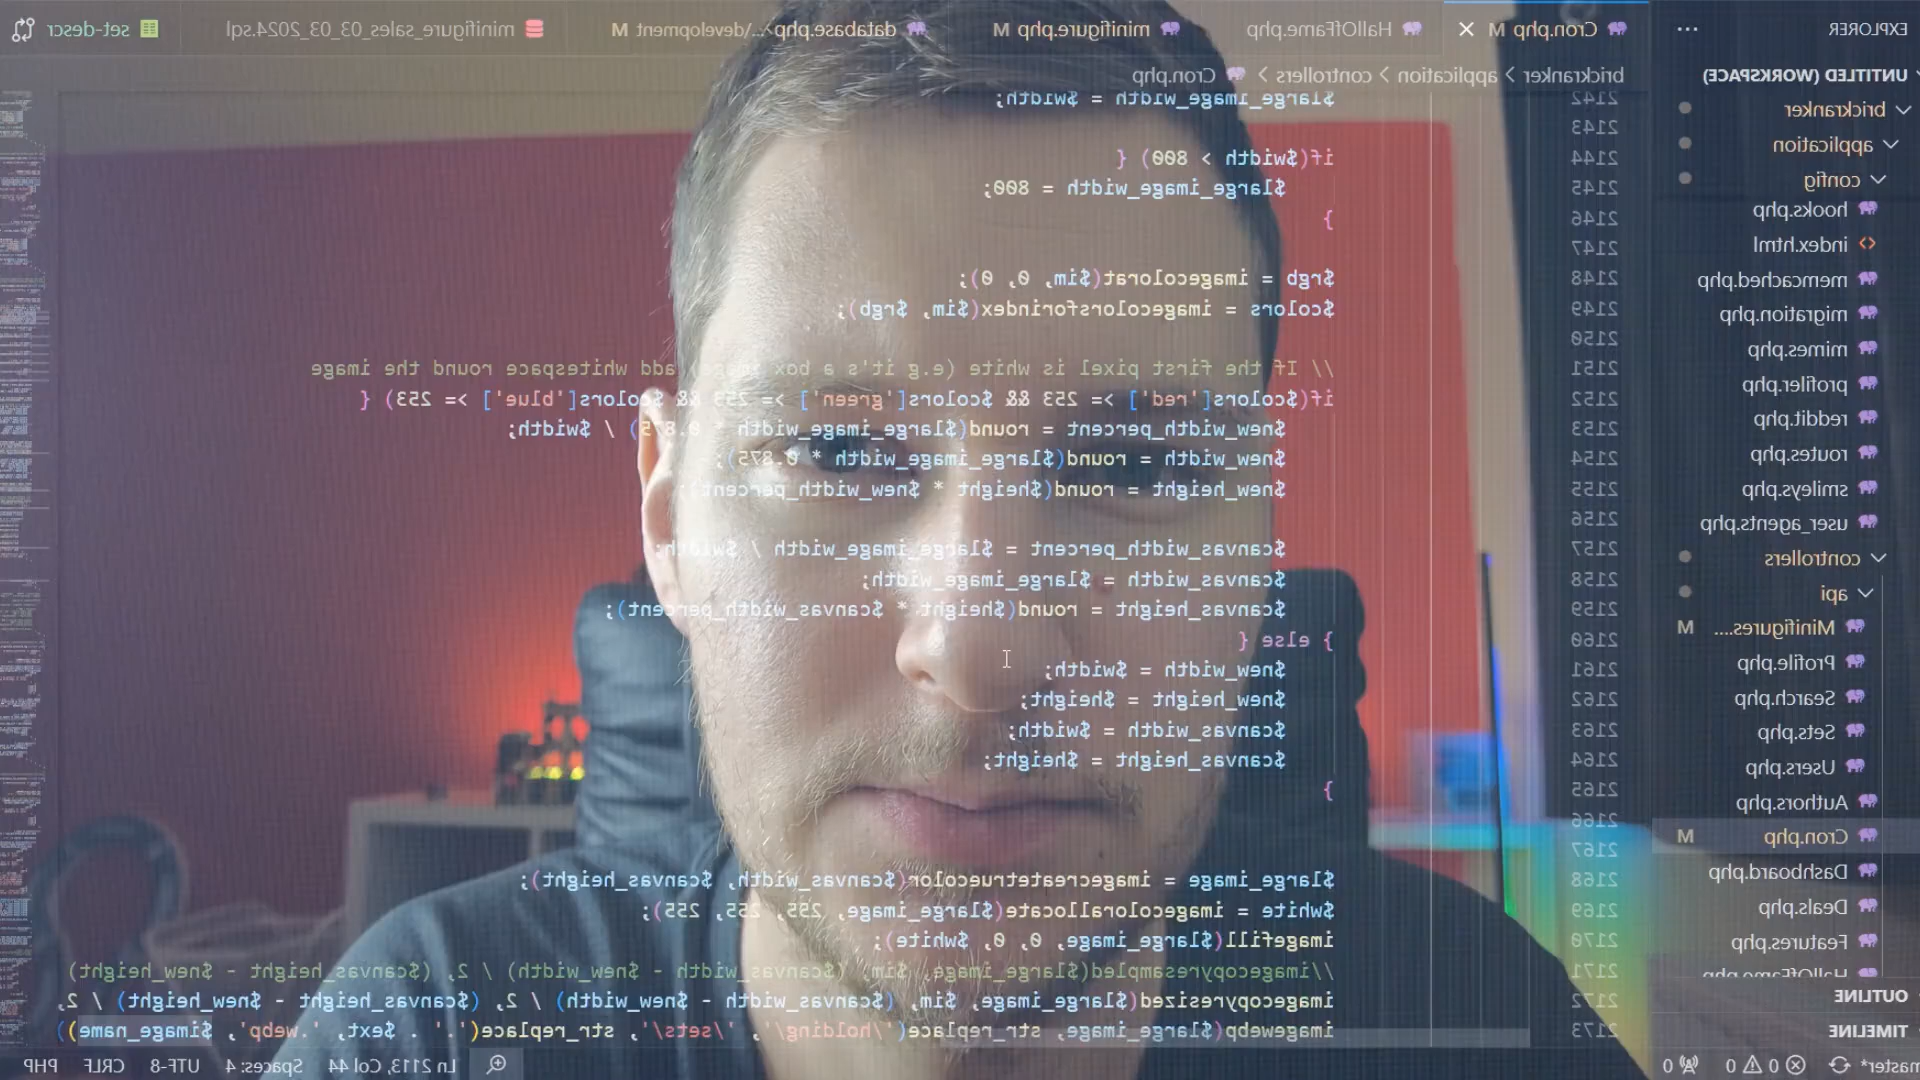 EXPLORER
UNTITLED (WORKSPACE)
brickranker
application
config
hooks.php
index.html
memcached.php
migration.php
mimes.php
profiler.php
reddit.php
routes.php
smileys.php
user_agents.php
controllers
api
Minifigures.... M
Profile.php
Search.php
Sets.php
Users.php
Authors.php
Cron.php M
Dashboard.php
Deals.php
Features.php
HallOfFame.php
OUTLINE
TIMELINE
Cron.php M
HallOfFame.php
minifigure.php M
database.php .../development M
minifigure_sales_03_03_2024.sql
set-descr
brickranker > application > controllers > Cron.php
2142 $large_image_width = $width;
2143
2144 if($width > 800) {
2145 $large_image_width = 800;
2146 }
2147
2148 $rgb = imagecolorat($im, 0, 0);
2149 $colors = imagecolorsforindex($im, $rgb);
2150
2151 // If the first pixel is white (e.g it's a box image) add whitespace round the image
2152 if($colors['red'] >= 253 && $colors['green'] >= 253 && $colors['blue'] >= 253) {
2153 $new_width_percent = round($large_image_width * 0.875) / $width;
2154 $new_width = round($large_image_width * 0.875);
2155 $new_height = round($height * $new_width_percent);
2156
2157 $canvas_width_percent = $large_image_width / $width;
2158 $canvas_width = $large_image_width;
2159 $canvas_height = round($height * $canvas_width_percent);
2160 } else {
2161 $new_width = $width;
2162 $new_height = $height;
2163 $canvas_width = $width;
2164 $canvas_height = $height;
2165 }
2166
2167
2168 $large_image = imagecreatetruecolor($canvas_width, $canvas_height);
2169 $white = imagecolorallocate($large_image, 255, 255, 255);
2170 imagefill($large_image, 0, 0, $white);
2171 //imagecopyresampled($large_image, $im, ($canvas_width - $new_width) / 2, ($canvas_height - $new_height)
2172 imagecopyresized($large_image, $im, ($canvas_width - $new_width) / 2, ($canvas_height - $new_height) / 2,
2173 imagewebp($large_image, str_replace('/holding/', '/sets/', str_replace('.' . $ext, '.webp', $image_name))
master* 0 0 0
Ln 2113, Col 44 Spaces: 4 UTF-8 CRLF PHP